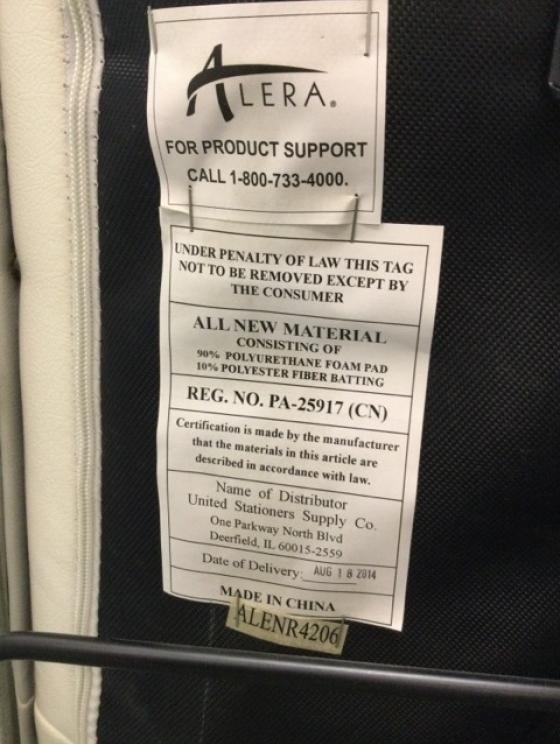 ALERA®
FOR PRODUCT SUPPORT
CALL 1-800-733-4000.
UNDER PENALTY OF LAW THIS TAG
NOT TO BE REMOVED EXCEPT BY
THE CONSUMER
ALL NEW MATERIAL
CONSISTING OF
90% POLYURETHANE FOAM PAD
10% POLYESTER FIBER BATTING
REG. NO. PA-25917 (CN)
Certification is made by the manufacturer
that the materials in this article are
described in accordance with law.
Name of Distributor
United Stationers Supply Co.
One Parkway North Blvd
Deerfield, IL 60015-2559
Date of Delivery: AUG 18 2014
MADE IN CHINA
ALENR4206